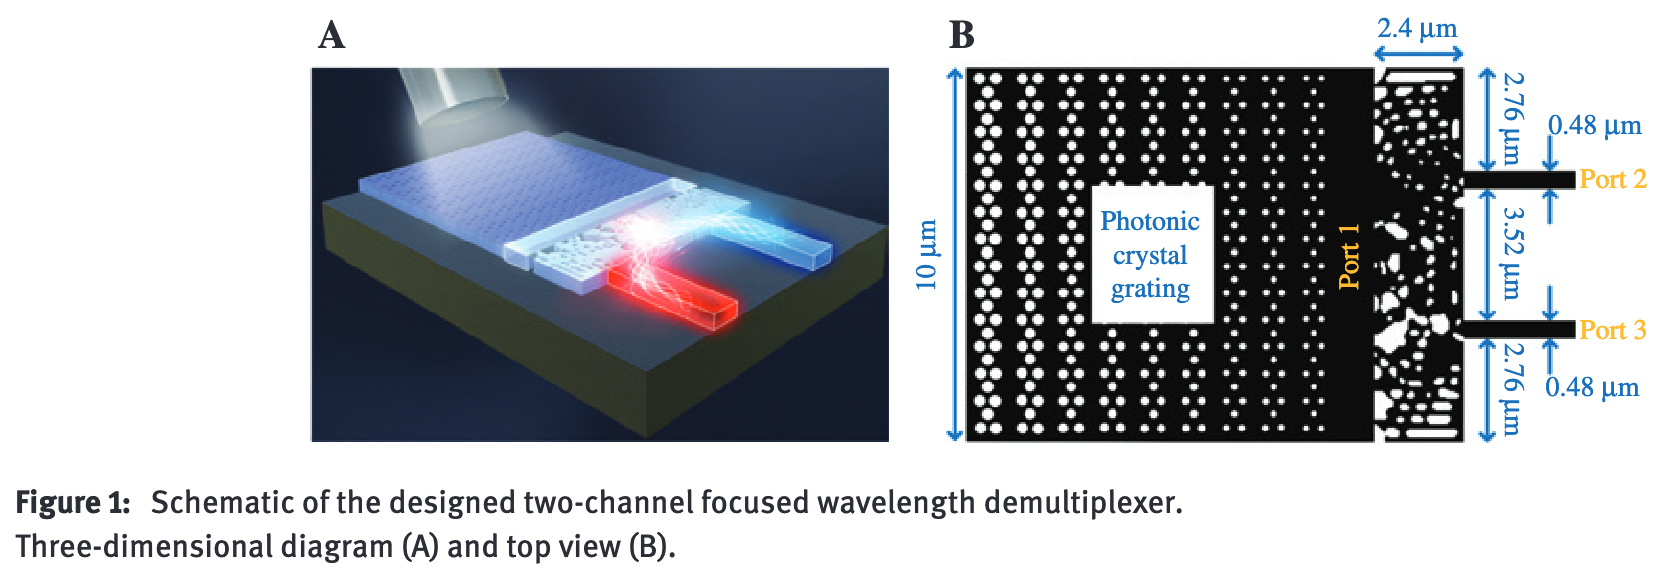 A
B
2.4 μm
2.76 μm
0.48 μm
Port 2
10 μm
Photonic
crystal
grating
Port 1
3.52 μm
Port 3
2.76 μm
0.48 μm
Figure 1: Schematic of the designed two-channel focused wavelength demultiplexer.
Three-dimensional diagram (A) and top view (B).